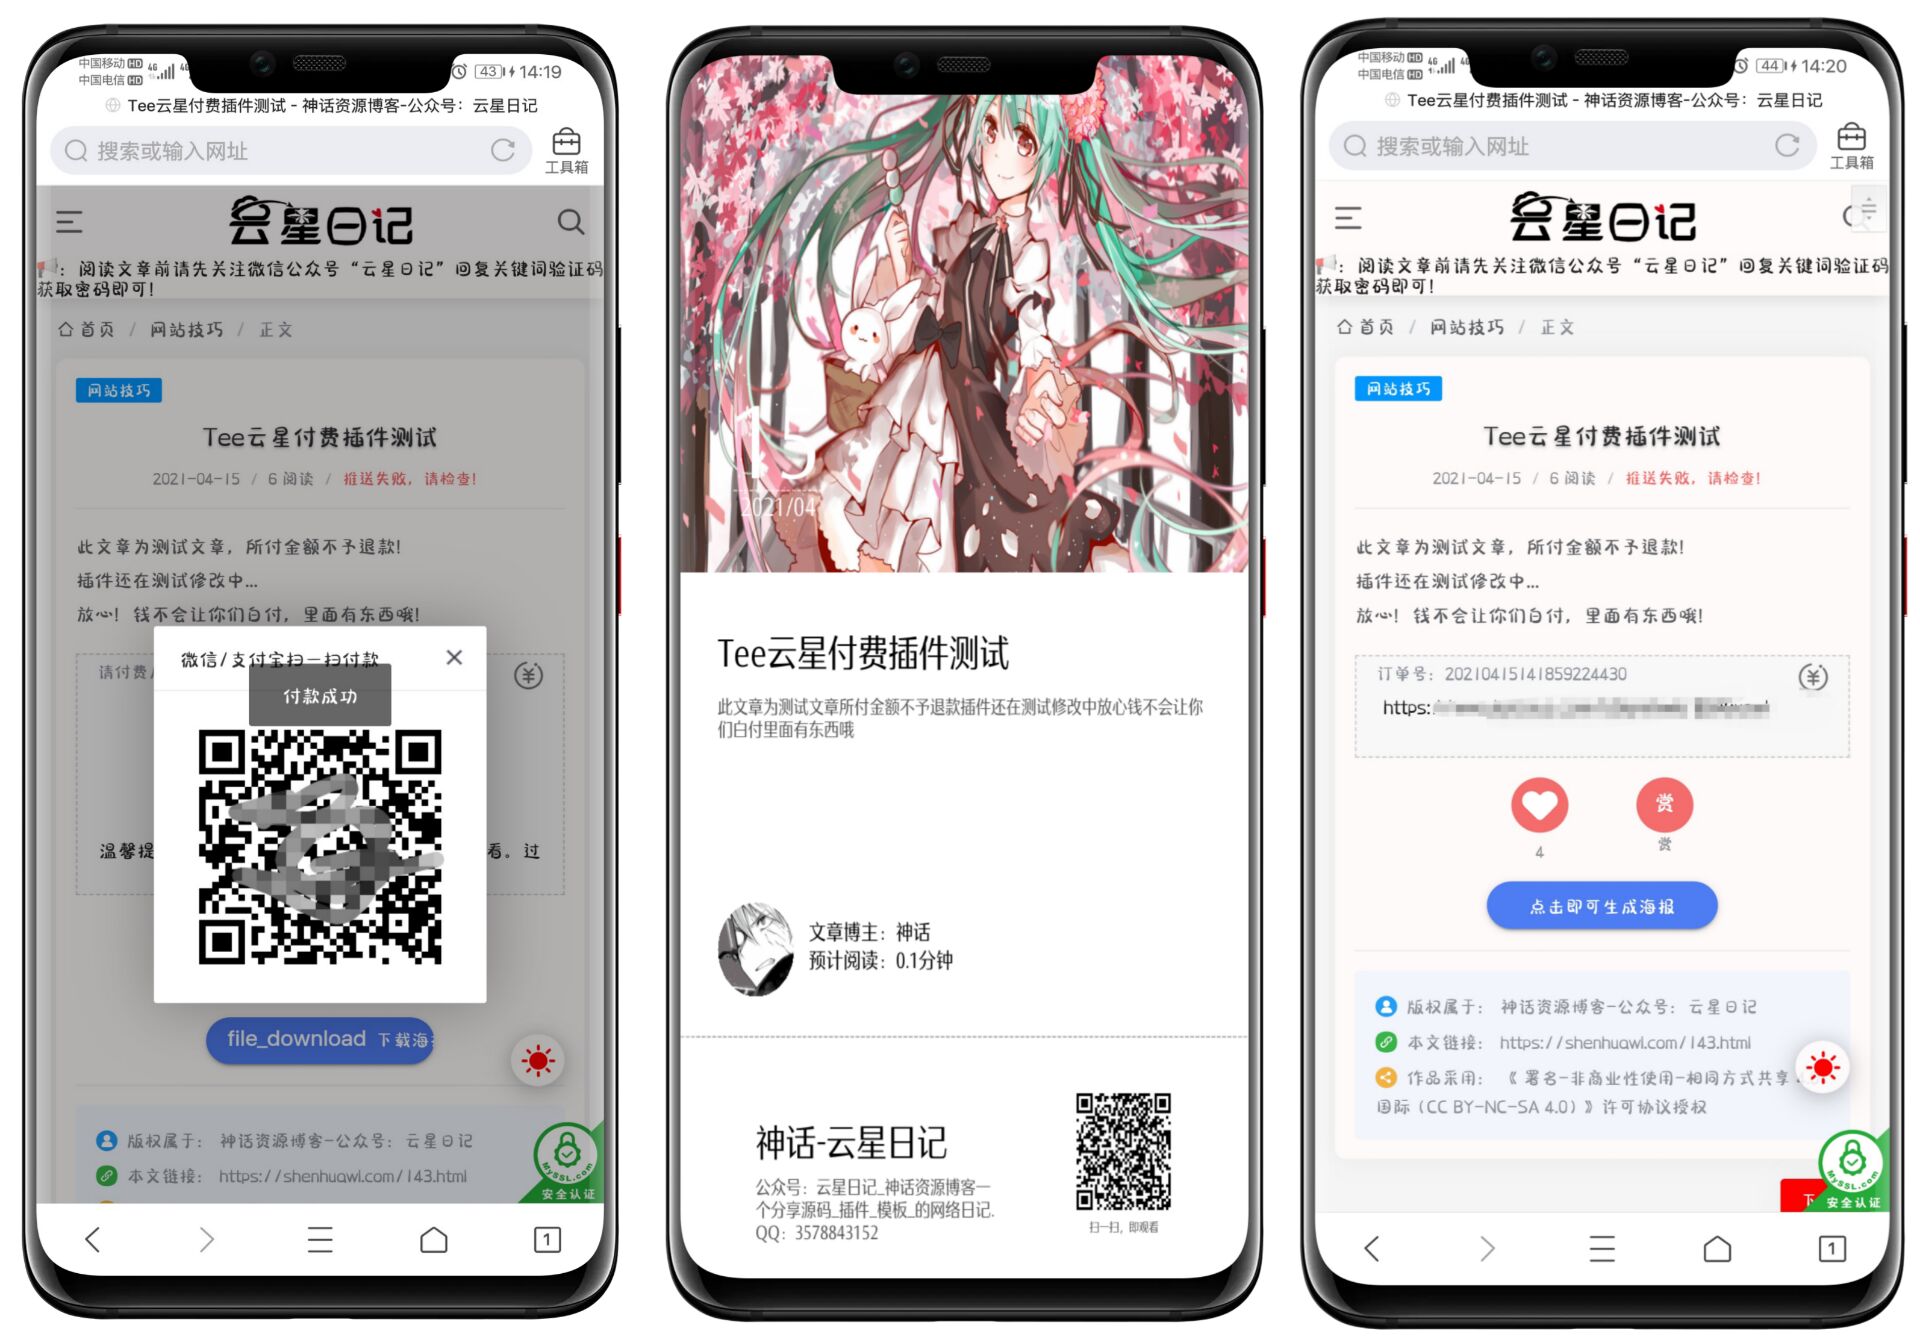 中国移动 HD 4G 4G
中国电信 HD
43 14:19
Tee云星付费插件测试 - 神话资源博客-公众号：云星日记
搜索或输入网址
工具箱
云星日记
：阅读文章前请先关注微信公众号“云星日记”回复关键词验证码
获取密码即可！
首页 / 网站技巧 / 正文
网站技巧
Tee云星付费插件测试
2021-04-15 / 6 阅读 / 推送失败，请检查!
此文章为测试文章，所付金额不予退款!
插件还在测试修改中...
放心！钱不会让你们白付，里面有东西哦!
请付费
微信/支付宝扫一扫付款
付款成功
温馨提
看。过
file_download 下载海
版权属于： 神话资源博客-公众号：云星日记
本文链接： https://shenhuawl.com/143.html
MySSL.com
安全认证
1
15
2021/04
Tee云星付费插件测试
此文章为测试文章所付金额不予退款插件还在测试修改中放心钱不会让你
们白付里面有东西哦
文章博主：神话
预计阅读：0.1分钟
神话-云星日记
公众号：云星日记_神话资源博客一
个分享源码_插件_模板_的网络日记.
QQ：3578843152
扫一扫，即观看
中国移动 HD 4G 4G
中国电信 HD
44 14:20
Tee云星付费插件测试 - 神话资源博客-公众号：云星日记
搜索或输入网址
工具箱
云星日记
：阅读文章前请先关注微信公众号“云星日记”回复关键词验证码
获取密码即可！
首页 / 网站技巧 / 正文
网站技巧
Tee云星付费插件测试
2021-04-15 / 6 阅读 / 推送失败，请检查!
此文章为测试文章，所付金额不予退款!
插件还在测试修改中...
放心！钱不会让你们白付，里面有东西哦!
订单号：20210415141859224430
https:
赏
4
赏
点击即可生成海报
版权属于： 神话资源博客-公众号：云星日记
本文链接： https://shenhuawl.com/143.html
作品采用： 《 署名-非商业性使用-相同方式共享
国际 (CC BY-NC-SA 4.0) 》许可协议授权
下
MySSL.com
安全认证
1